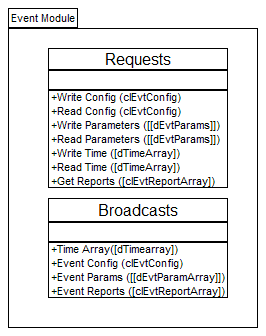 Event Module
Requests
+Write Config (clEvtConfig)
+Read Config (clEvtConfig)
+Write Parameters ([[dEvtParams]])
+Read Parameters ([[dEvtParams]])
+Write Time ([dTimeArray])
+Read Time ([dTimeArray])
+Get Reports ([clEvtReportArray])
Broadcasts
+Time Array([dTimearray])
+Event Config (clEvtConfig)
+Event Params ([[dEvtParamArray]])
+Event Reports ([clEvtReportArray])